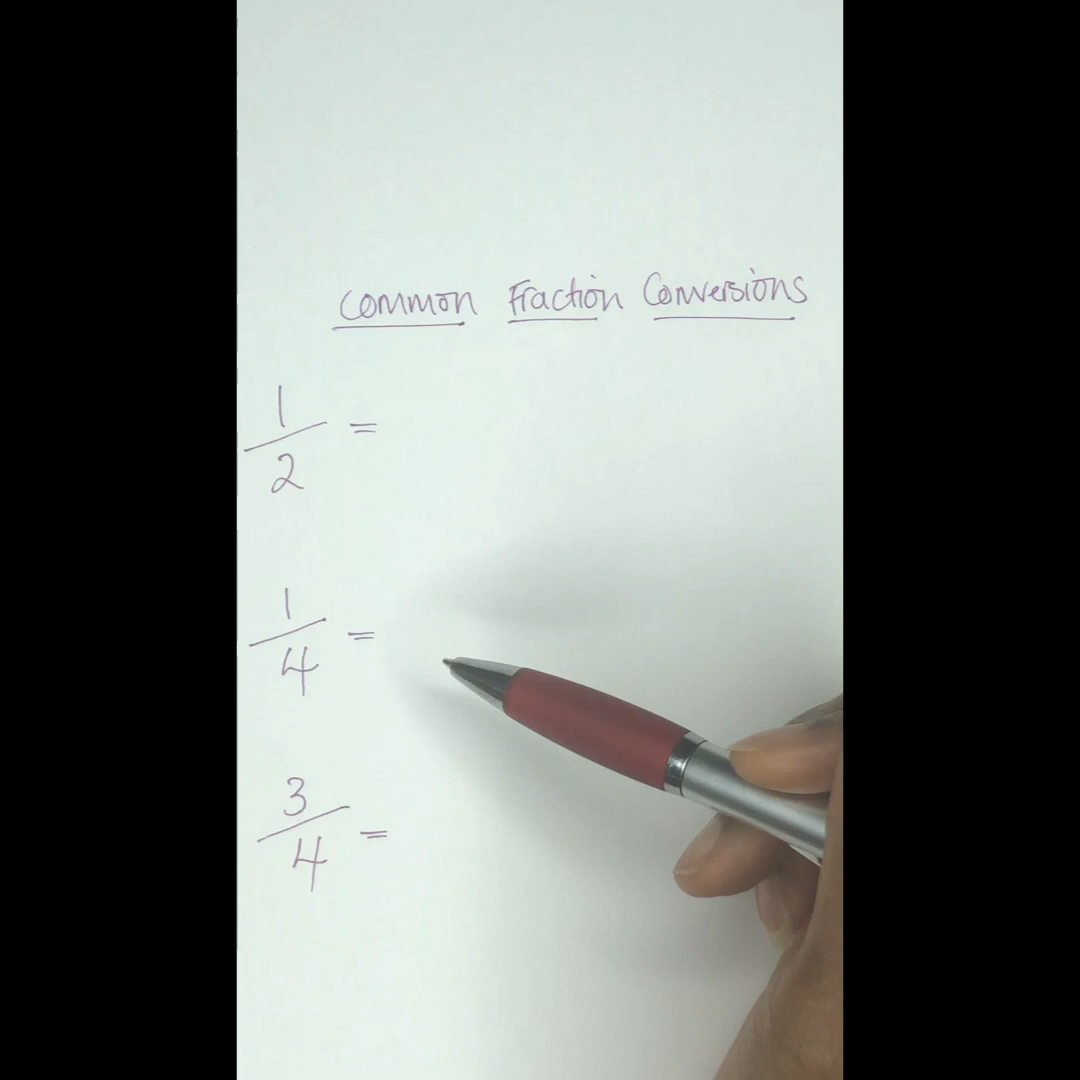 Common Fraction Conversions
1/2 =
1/4 =
3/4 =